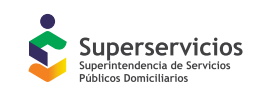 Superservicios
Superintendencia de Servicios
Públicos Domiciliarios